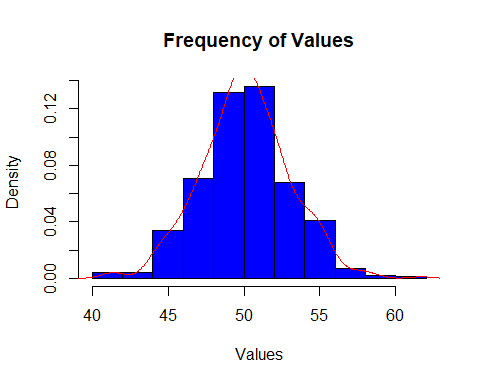 Frequency of Values
Density
0.12
0.08
0.04
0.00
40 45 50 55 60
Values